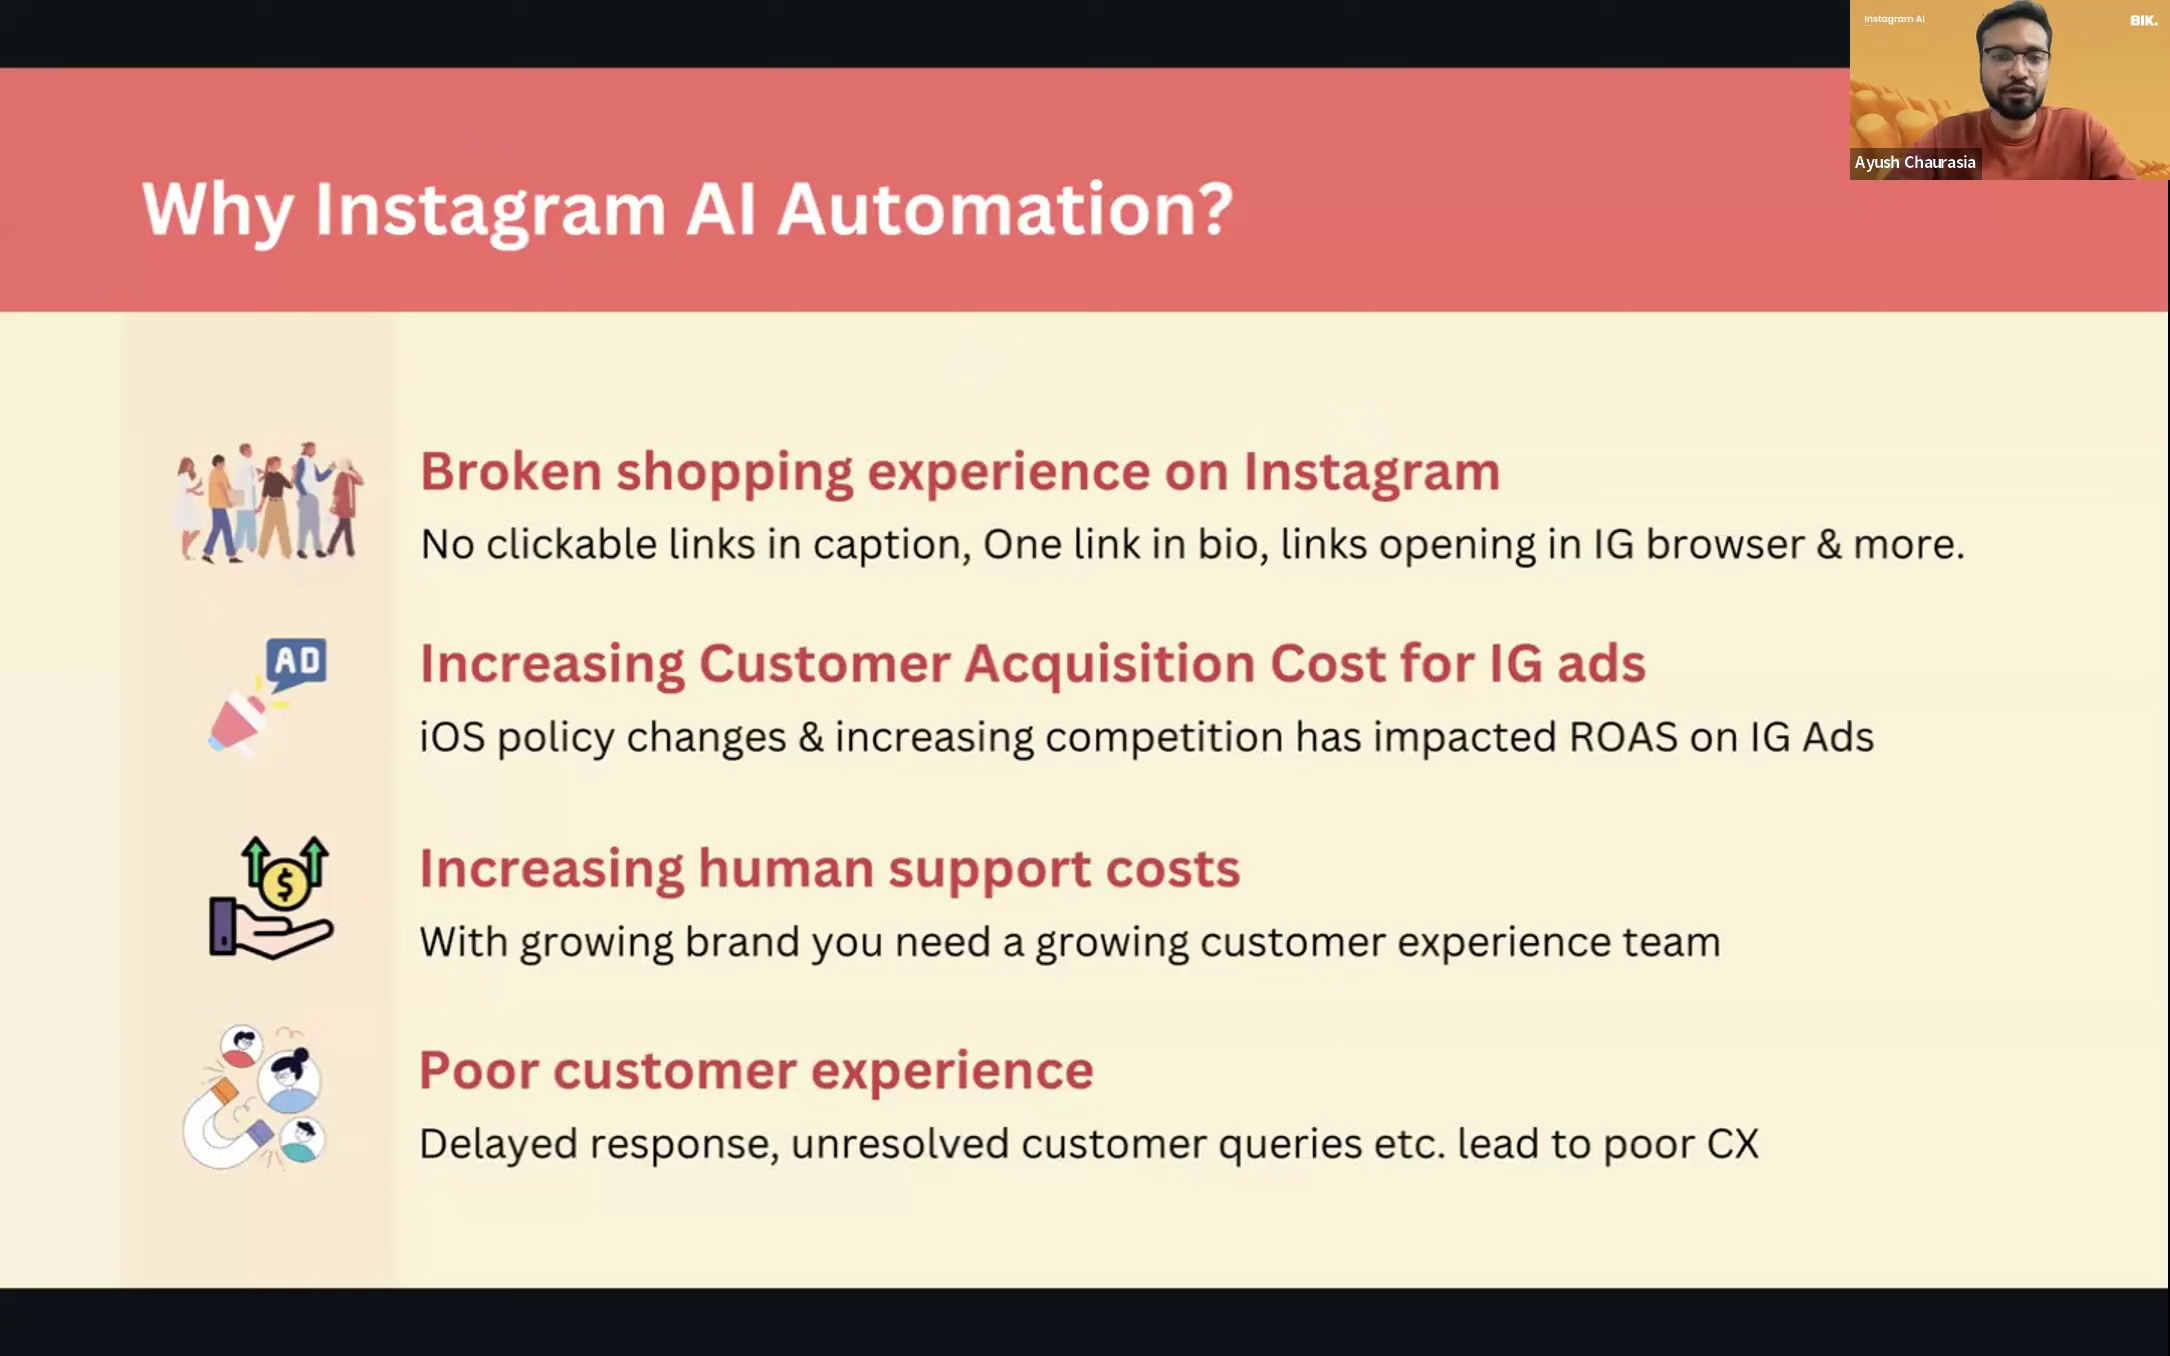 Instagram AI
BIK.
Ayush Chaurasia
Why Instagram AI Automation?
Broken shopping experience on Instagram
No clickable links in caption, One link in bio, links opening in IG browser & more.
AD
Increasing Customer Acquisition Cost for IG ads
iOS policy changes & increasing competition has impacted ROAS on IG Ads
$
Increasing human support costs
With growing brand you need a growing customer experience team
Poor customer experience
Delayed response, unresolved customer queries etc. lead to poor CX